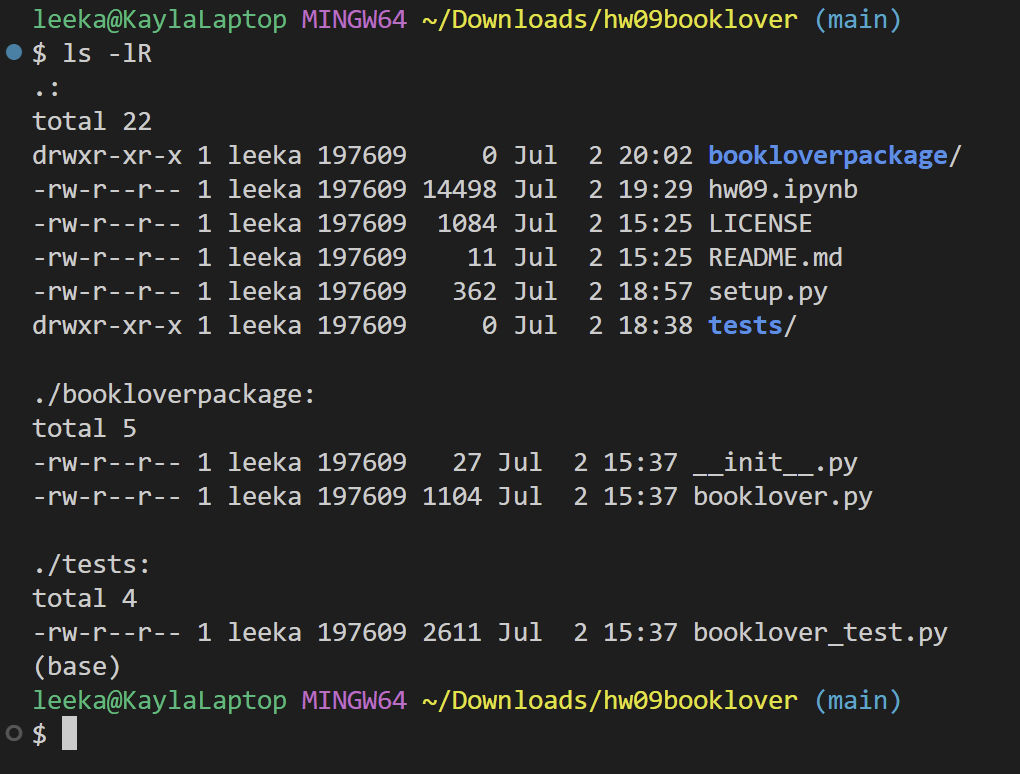 leeka@KaylaLaptop MINGW64 ~/Downloads/hw09booklover (main)
$ ls -lR
.:
total 22
drwxr-xr-x 1 leeka 197609     0 Jul  2 20:02 bookloverpackage/
-rw-r--r-- 1 leeka 197609 14498 Jul  2 19:29 hw09.ipynb
-rw-r--r-- 1 leeka 197609  1084 Jul  2 15:25 LICENSE
-rw-r--r-- 1 leeka 197609    11 Jul  2 15:25 README.md
-rw-r--r-- 1 leeka 197609   362 Jul  2 18:57 setup.py
drwxr-xr-x 1 leeka 197609     0 Jul  2 18:38 tests/

./bookloverpackage:
total 5
-rw-r--r-- 1 leeka 197609   27 Jul  2 15:37 __init__.py
-rw-r--r-- 1 leeka 197609 1104 Jul  2 15:37 booklover.py

./tests:
total 4
-rw-r--r-- 1 leeka 197609 2611 Jul  2 15:37 booklover_test.py
(base)
leeka@KaylaLaptop MINGW64 ~/Downloads/hw09booklover (main)
$